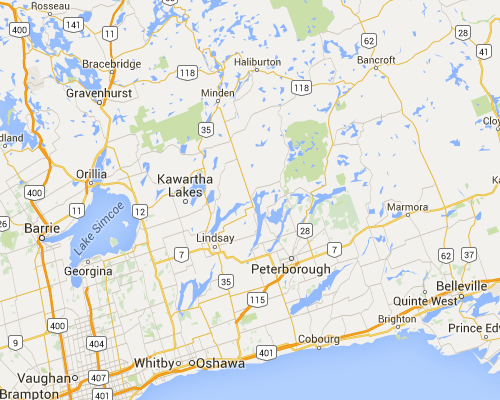 Rosseau
141
400
11
Bracebridge
118
Haliburton
62
Bancroft
28
41
Gravenhurst
Minden
118
35
Cloy
dland
Orillia
Kawartha
Lakes
400
11
12
26
Barrie
Lake Simcoe
Marmora
Lindsay
28
7
7
Georgina
Peterborough
62
37
35
115
Belleville
Quinte West
400
Brighton
Prince Ed
9
404
401
Cobourg
Whitby
Oshawa
Vaughan
407
401
Brampton